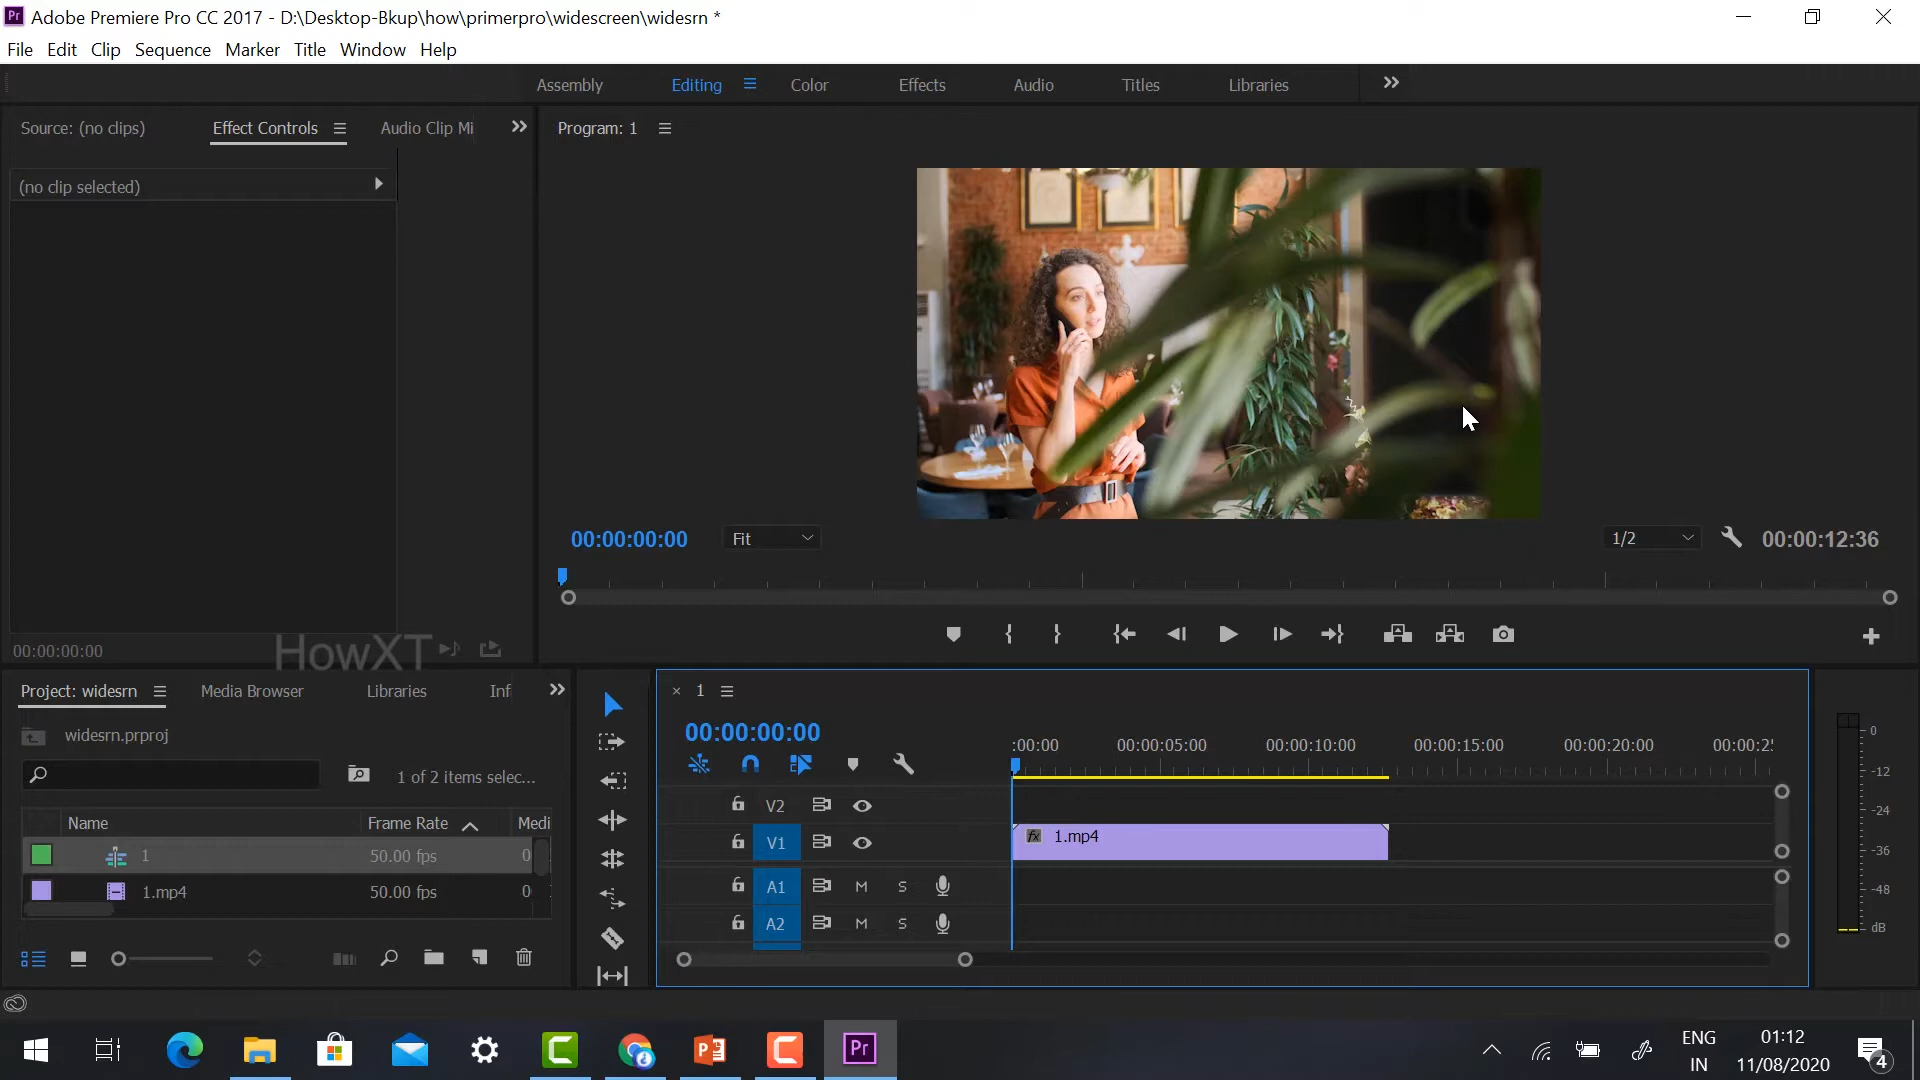 Adobe Premiere Pro CC 2017 - D:\Desktop-Bkup\how\primerpro\widescreen\widesrn *
File Edit Clip Sequence Marker Title Window Help
Assembly Editing Color Effects Audio Titles Libraries
Source: (no clips) Effect Controls Audio Clip Mi
Program: 1
(no clip selected)
00:00:00:00 Fit 1/2 00:00:12:36
00:00:00:00
HowXT
Project: widesrn Media Browser Libraries Inf
1
widesrn.prproj
00:00:00:00
:00:00 00:00:05:00 00:00:10:00 00:00:15:00 00:00:20:00 00:00:25:
1 of 2 items selec...
Name Frame Rate Medi
1 50.00 fps 0
1.mp4 50.00 fps 0
V2
V1
fx 1.mp4
A1 M S
A2 M S
0
-12
-24
-36
-48
dB
Pr
ENG
IN
01:12
11/08/2020
4